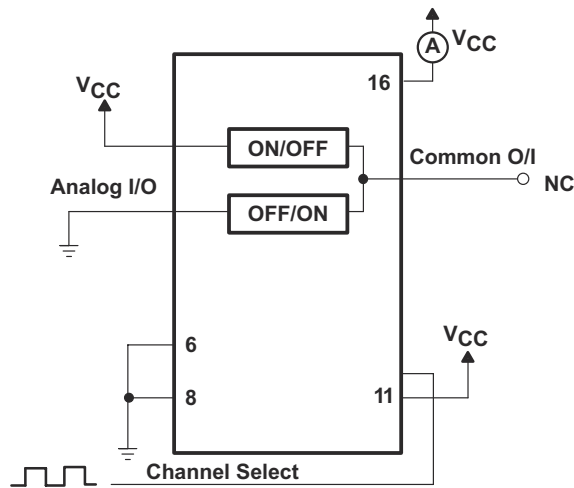 A VCC
16
VCC
ON/OFF
Common O/I
Analog I/O
NC
OFF/ON
6
VCC
8
11
Channel Select